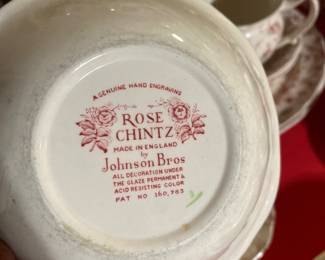 A GENUINE HAND ENGRAVING
ROSE
CHINTZ
MADE IN ENGLAND
by
Johnson Bros
ALL DECORATION UNDER
THE GLAZE PERMANENT &
ACID RESISTING COLOR
PAT NO 160,785